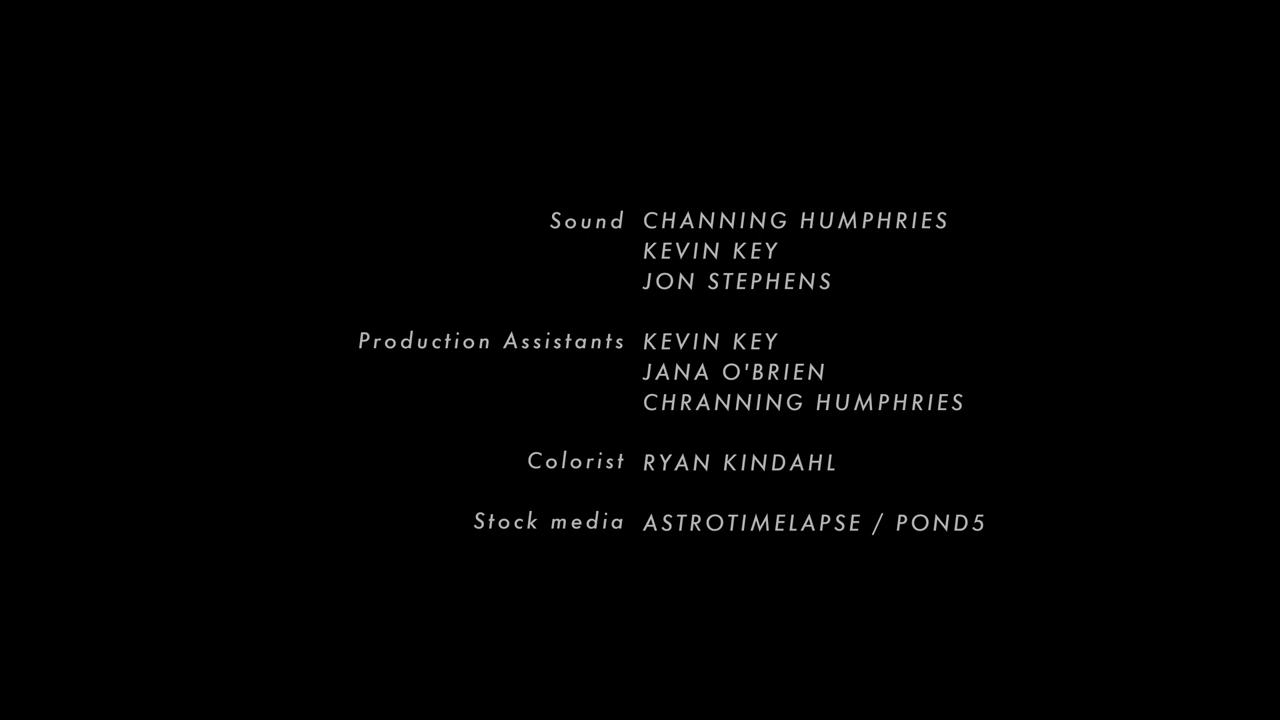 Sound CHANNING HUMPHRIES
KEVIN KEY
JON STEPHENS
Production Assistants KEVIN KEY
JANA O'BRIEN
CHRANNING HUMPHRIES
Colorist RYAN KINDAHL
Stock media ASTROTIMELAPSE / POND5